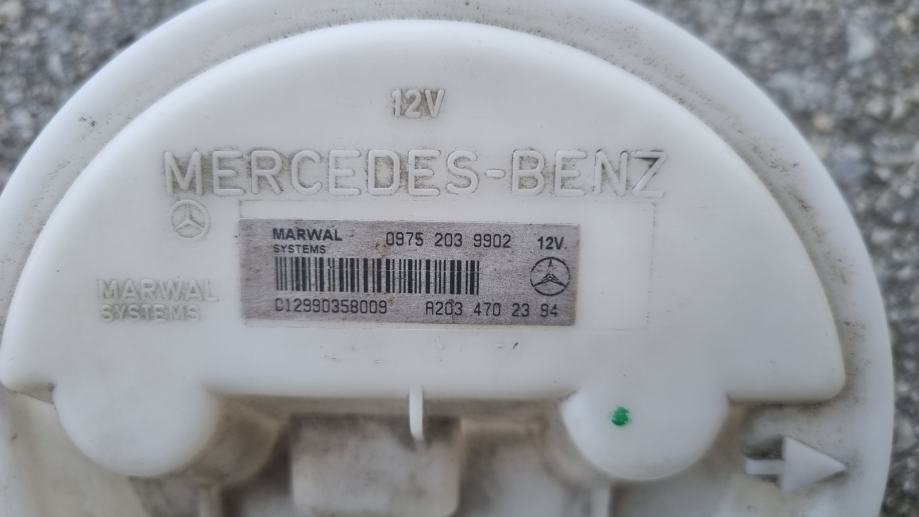 12V
MERCEDES-BENZ
MARWAL 0975 203 9902 12V
SYSTEMS
C12990358009 A203 470 23 94
MARWAL
SYSTEMS